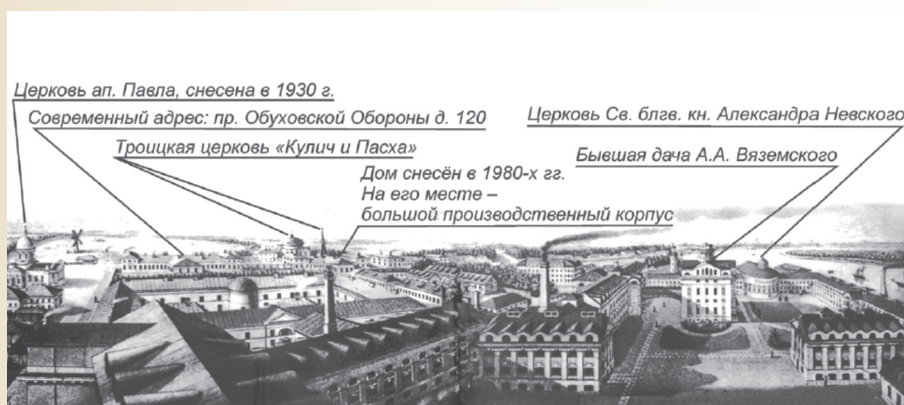 Церковь ап. Павла, снесена в 1930 г.
Современный адрес: пр. Обуховской Обороны д. 120
Троицкая церковь «Кулич и Пасха»
Дом снесён в 1980-х гг.
На его месте –
большой производственный корпус
Церковь Св. блгв. кн. Александра Невского
Бывшая дача А.А. Вяземского